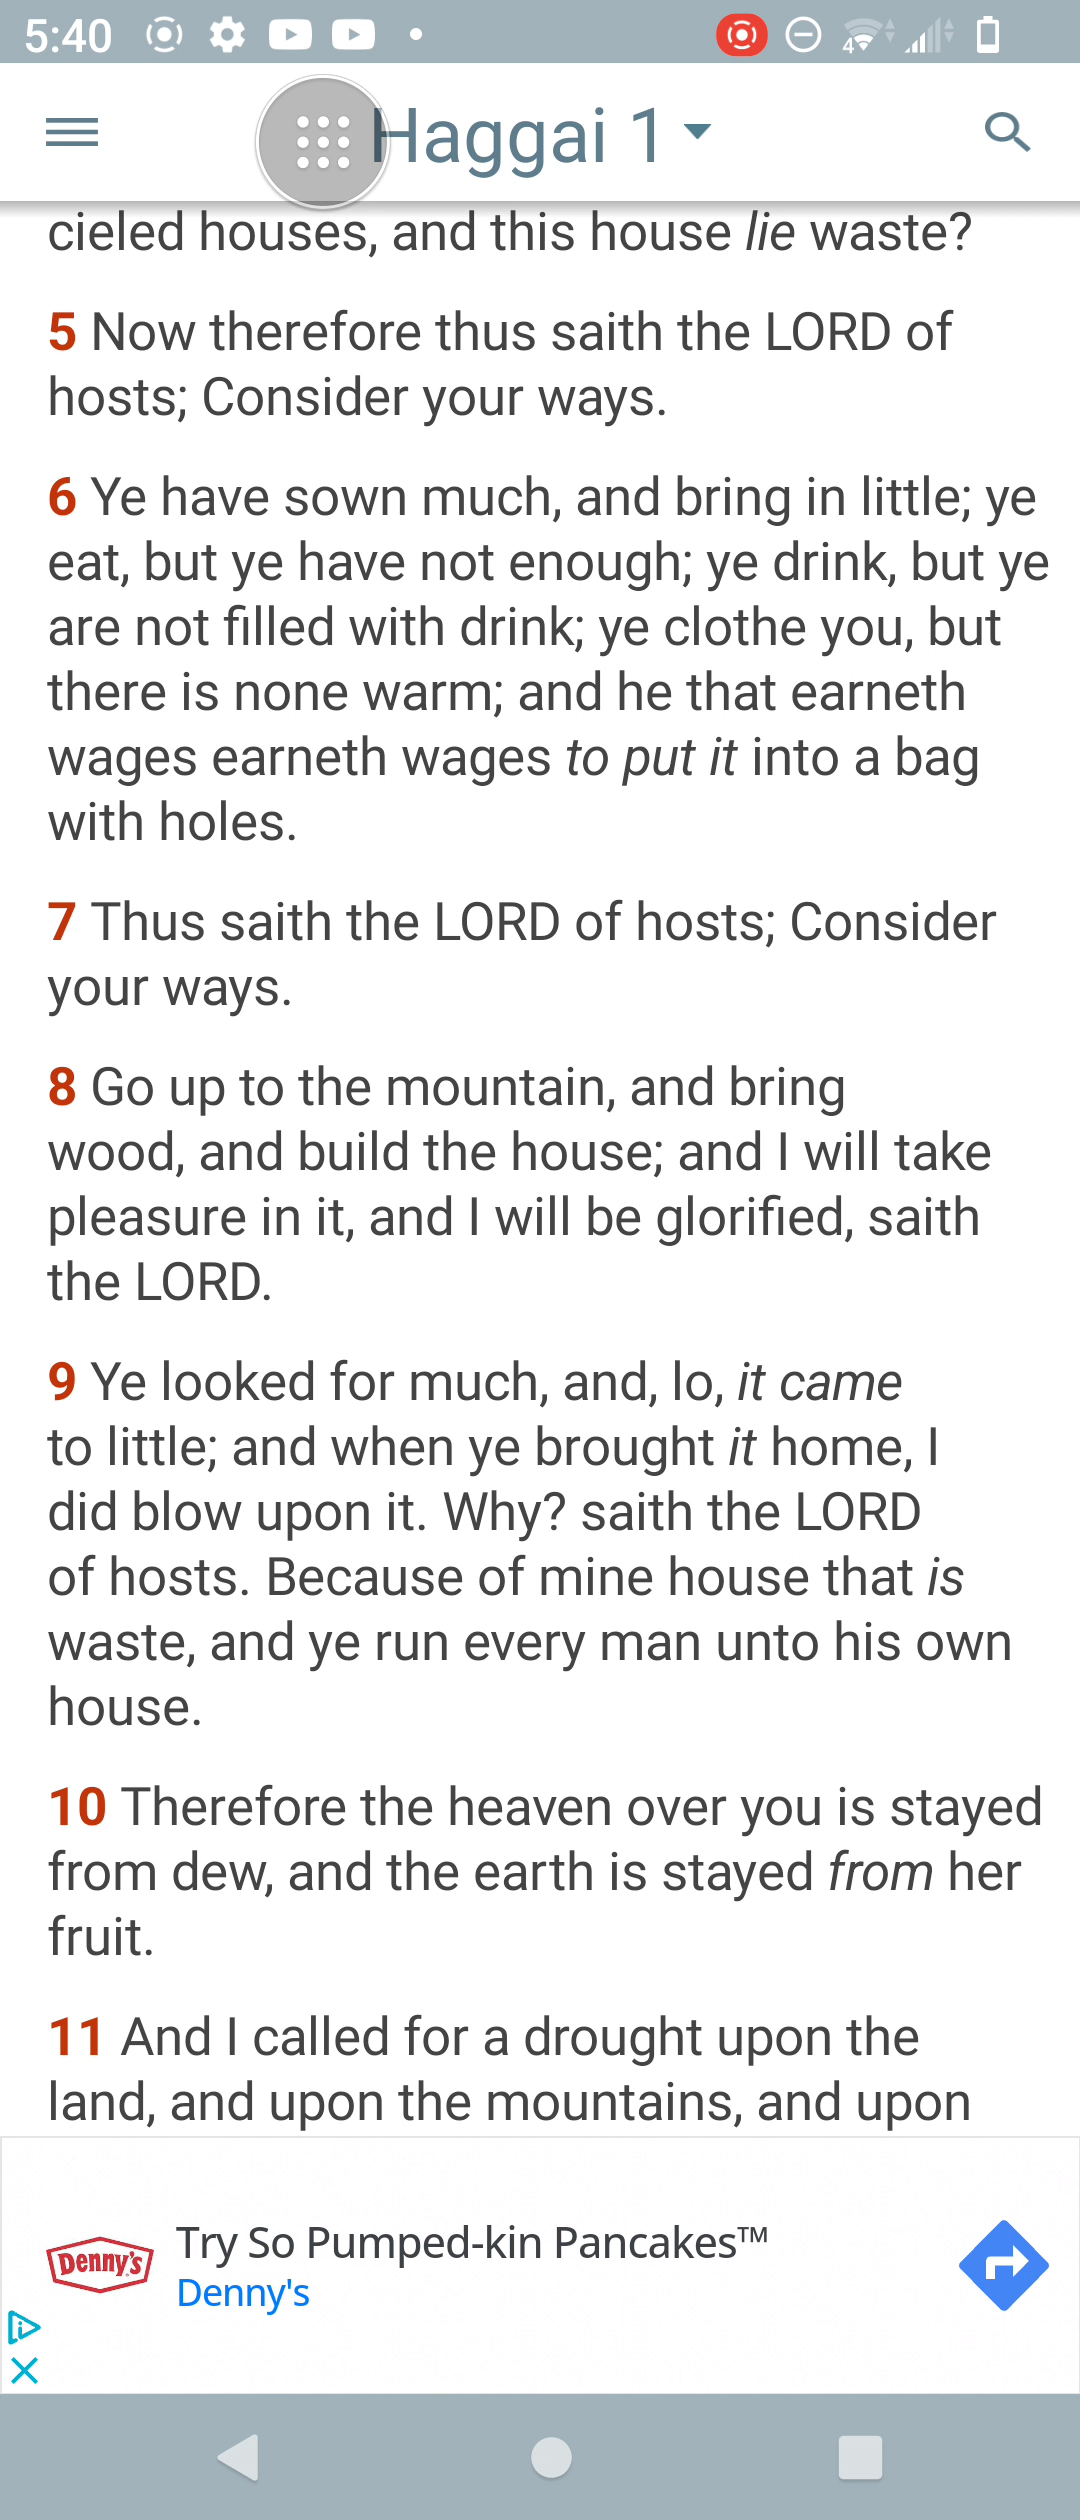 5:40
4
Haggai 1
cieled houses, and this house lie waste?
5 Now therefore thus saith the LORD of
hosts; Consider your ways.
6 Ye have sown much, and bring in little; ye
eat, but ye have not enough; ye drink, but ye
are not filled with drink; ye clothe you, but
there is none warm; and he that earneth
wages earneth wages to put it into a bag
with holes.
7 Thus saith the LORD of hosts; Consider
your ways.
8 Go up to the mountain, and bring
wood, and build the house; and I will take
pleasure in it, and I will be glorified, saith
the LORD.
9 Ye looked for much, and, lo, it came
to little; and when ye brought it home, I
did blow upon it. Why? saith the LORD
of hosts. Because of mine house that is
waste, and ye run every man unto his own
house.
10 Therefore the heaven over you is stayed
from dew, and the earth is stayed from her
fruit.
11 And I called for a drought upon the
land, and upon the mountains, and upon
Denny's
Try So Pumped-kin Pancakes™
Denny's